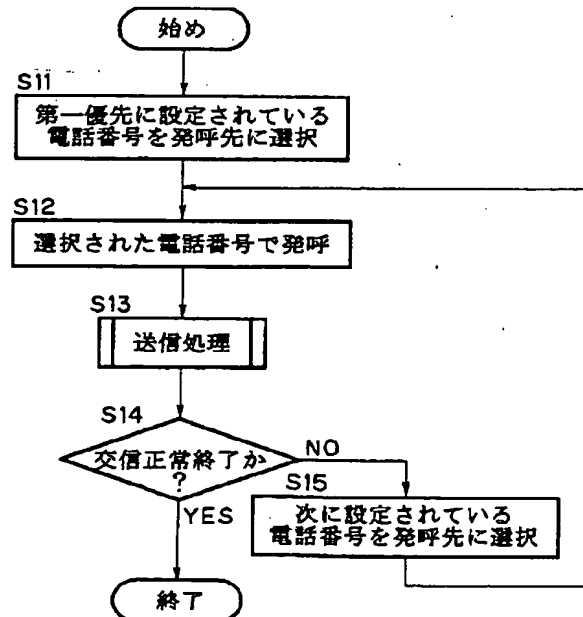 始め
S11
第一優先に設定されている
電話番号を発呼先に選択
S12
選択された電話番号で発呼
S13
送信処理
S14
交信正常終了か
?
NO
YES
S15
次に設定されている
電話番号を発呼先に選択
終了